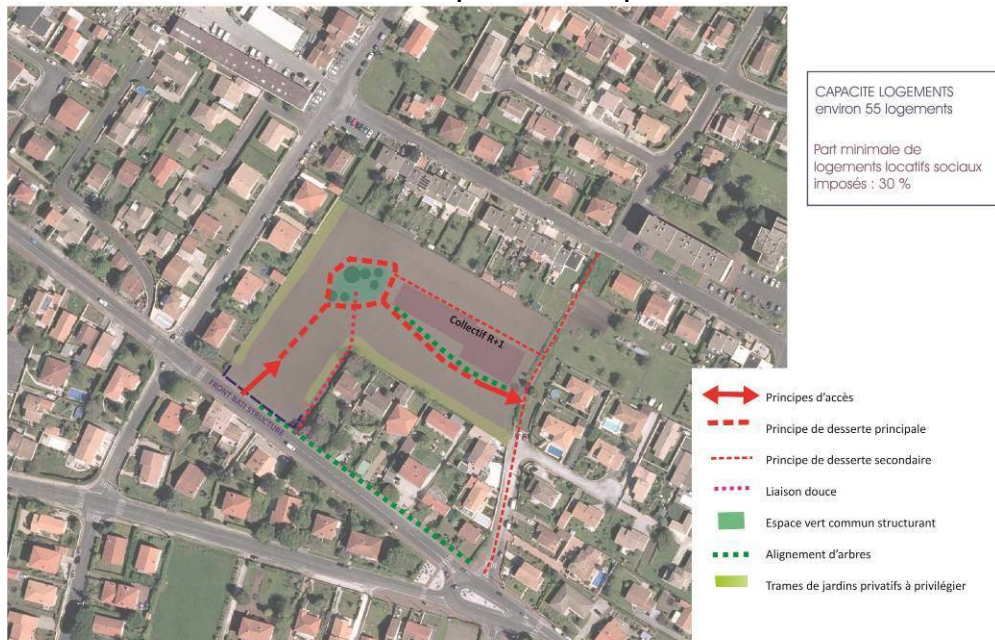 CAPACITE LOGEMENTS
environ 55 logements
Part minimale de
logements locatifs sociaux
imposés : 30 %
Collectif R+1
FRONT BATI STRUCTURE
Principes d'accès
Principe de desserte principale
Principe de desserte secondaire
Liaison douce
Espace vert commun structurant
Alignement d'arbres
Trames de jardins privatifs à privilégier